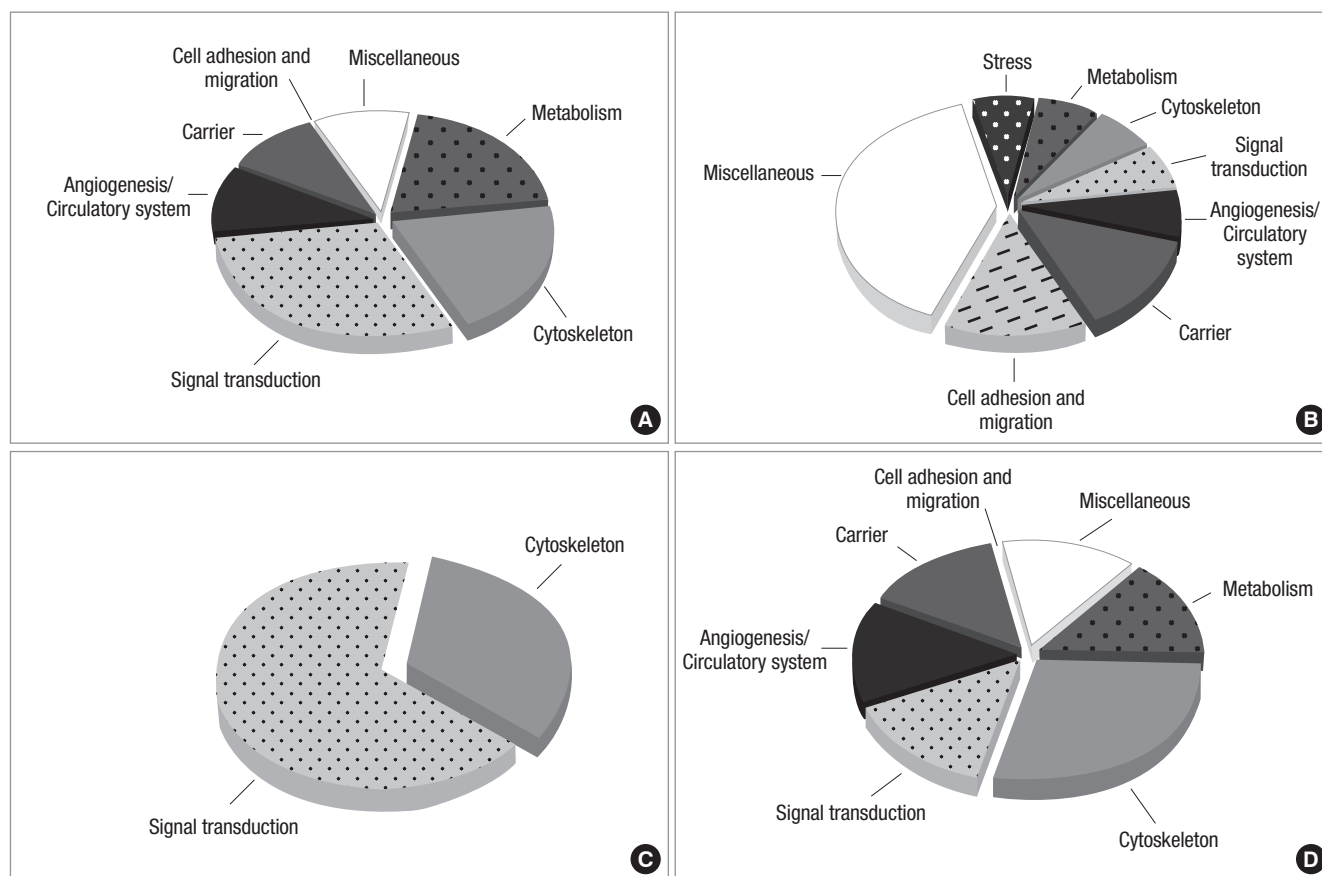 Cell adhesion and
migration
Miscellaneous
Metabolism
Carrier
Angiogenesis/
Circulatory system
Cytoskeleton
Signal transduction
A
Stress
Metabolism
Cytoskeleton
Signal
transduction
Miscellaneous
Angiogenesis/
Circulatory
system
Carrier
Cell adhesion and
migration
B
Cytoskeleton
Signal transduction
C
Cell adhesion and
migration
Miscellaneous
Carrier
Metabolism
Angiogenesis/
Circulatory system
Signal transduction
Cytoskeleton
D